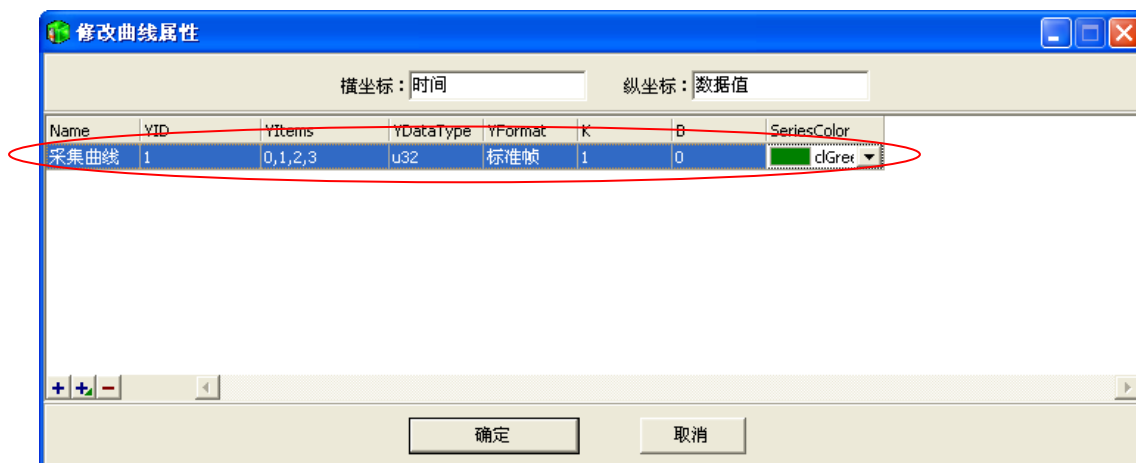 修改曲线属性
横坐标：时间 纵坐标：数据值
Name YID YItems YDataType YFormat K B SeriesColor
采集曲线 1 0,1,2,3 u32 标准帧 1 0 clGree
确定 取消